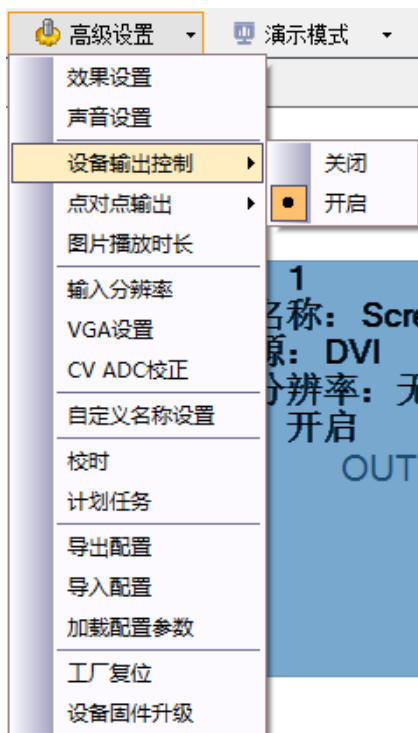 高级设置 演示模式
效果设置
声音设置
设备输出控制 关闭
点对点输出 开启
图片播放时长
输入分辨率 1
VGA设置 名称：Scre
CV ADC校正 源：DVI
分辨率：无
自定义名称设置 开启
校时 OUT
计划任务
导出配置
导入配置
加载配置参数
工厂复位
设备固件升级